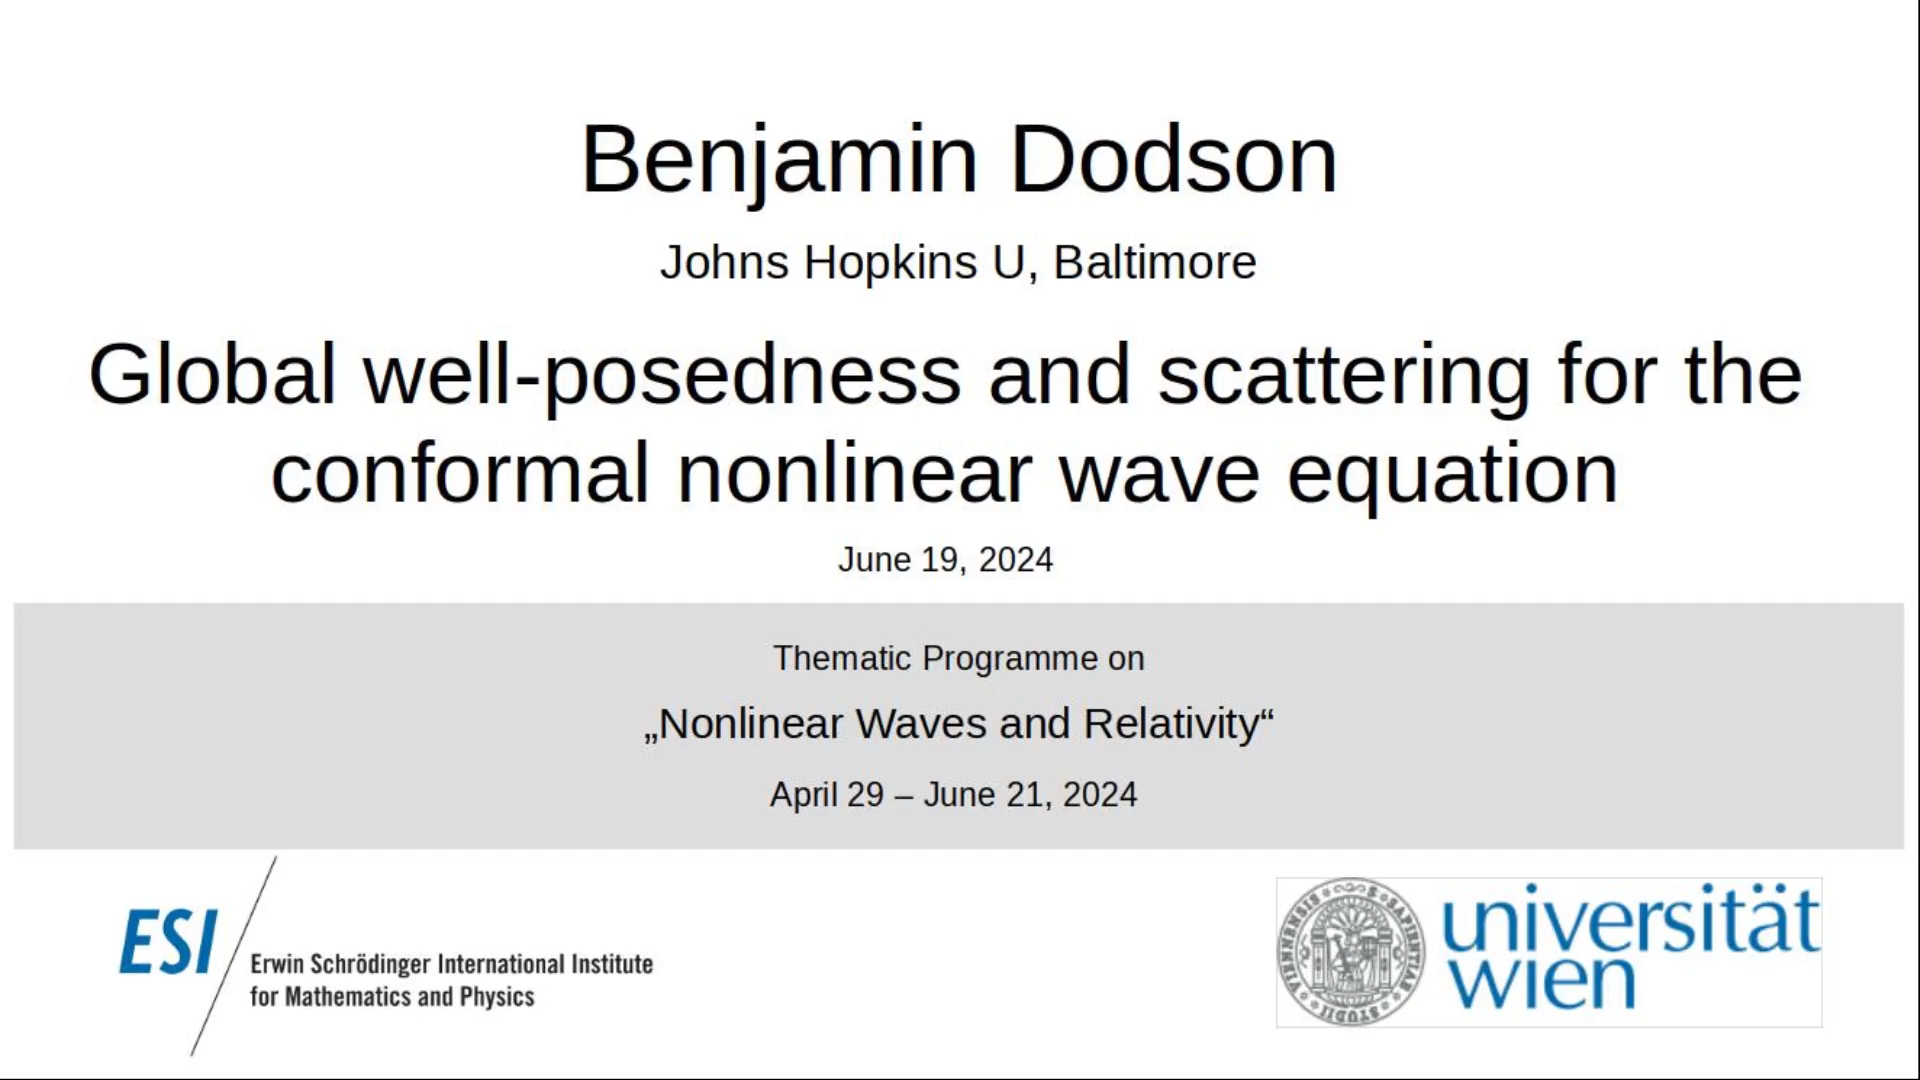 Benjamin Dodson
Johns Hopkins U, Baltimore
Global well-posedness and scattering for the
conformal nonlinear wave equation
June 19, 2024
Thematic Programme on
„Nonlinear Waves and Relativity“
April 29 – June 21, 2024
ESI
Erwin Schrödinger International Institute
for Mathematics and Physics
universität
wien